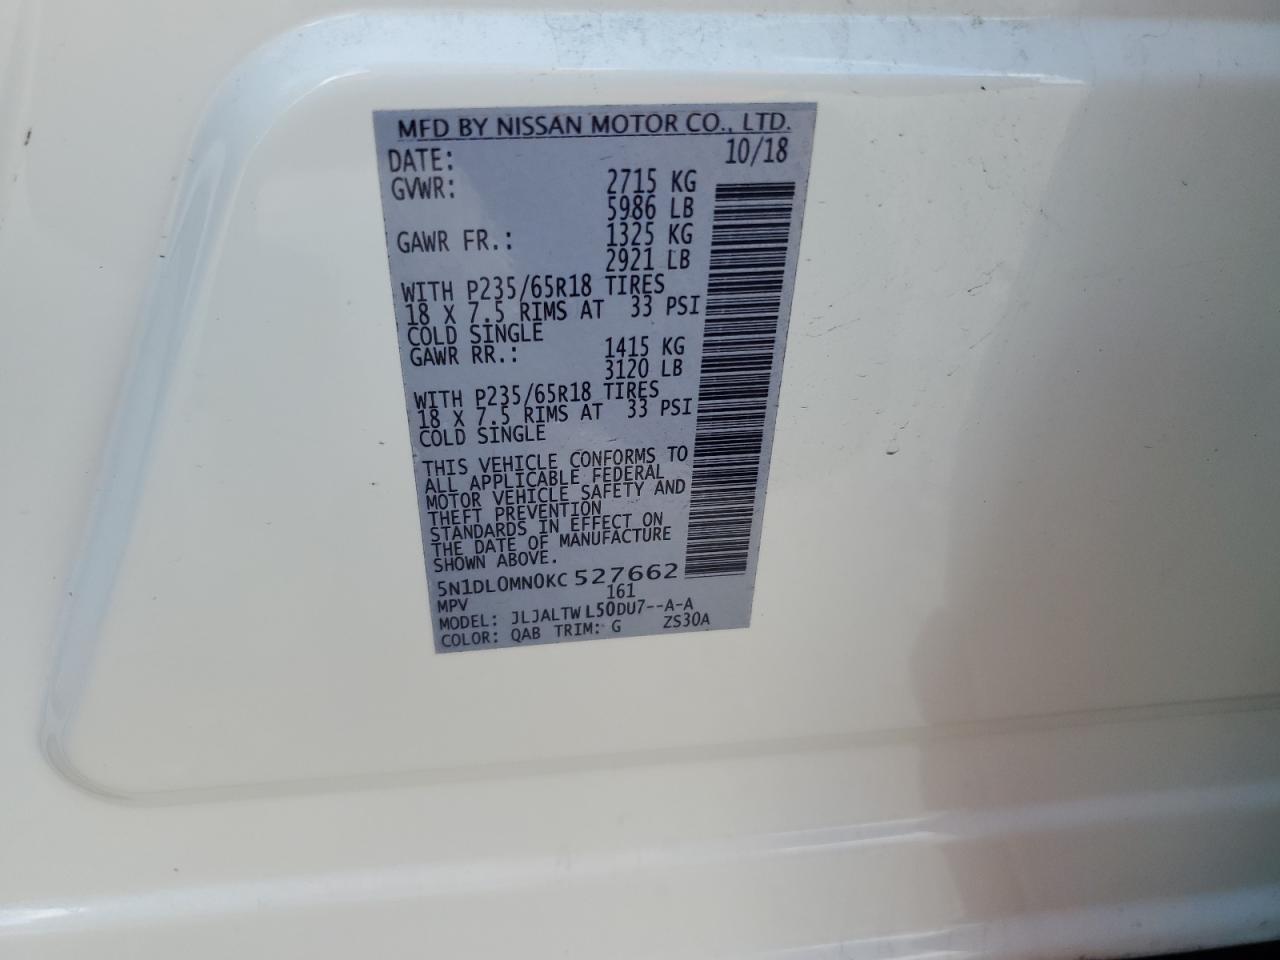 MFD BY NISSAN MOTOR CO., LTD.
DATE: 10/18
GVWR: 2715 KG
5986 LB
GAWR FR.: 1325 KG
2921 LB
WITH P235/65R18 TIRES
18 X 7.5 RIMS AT 33 PSI
COLD SINGLE
GAWR RR.: 1415 KG
3120 LB
WITH P235/65R18 TIRES
18 X 7.5 RIMS AT 33 PSI
COLD SINGLE
THIS VEHICLE CONFORMS TO
ALL APPLICABLE FEDERAL
MOTOR VEHICLE SAFETY AND
THEFT PREVENTION
STANDARDS IN EFFECT ON
THE DATE OF MANUFACTURE
SHOWN ABOVE.
5N1DL0MN0KC527662
MPV 161
MODEL: JLJALTWL50DU7--A-A
COLOR: QAB TRIM: G ZS30A